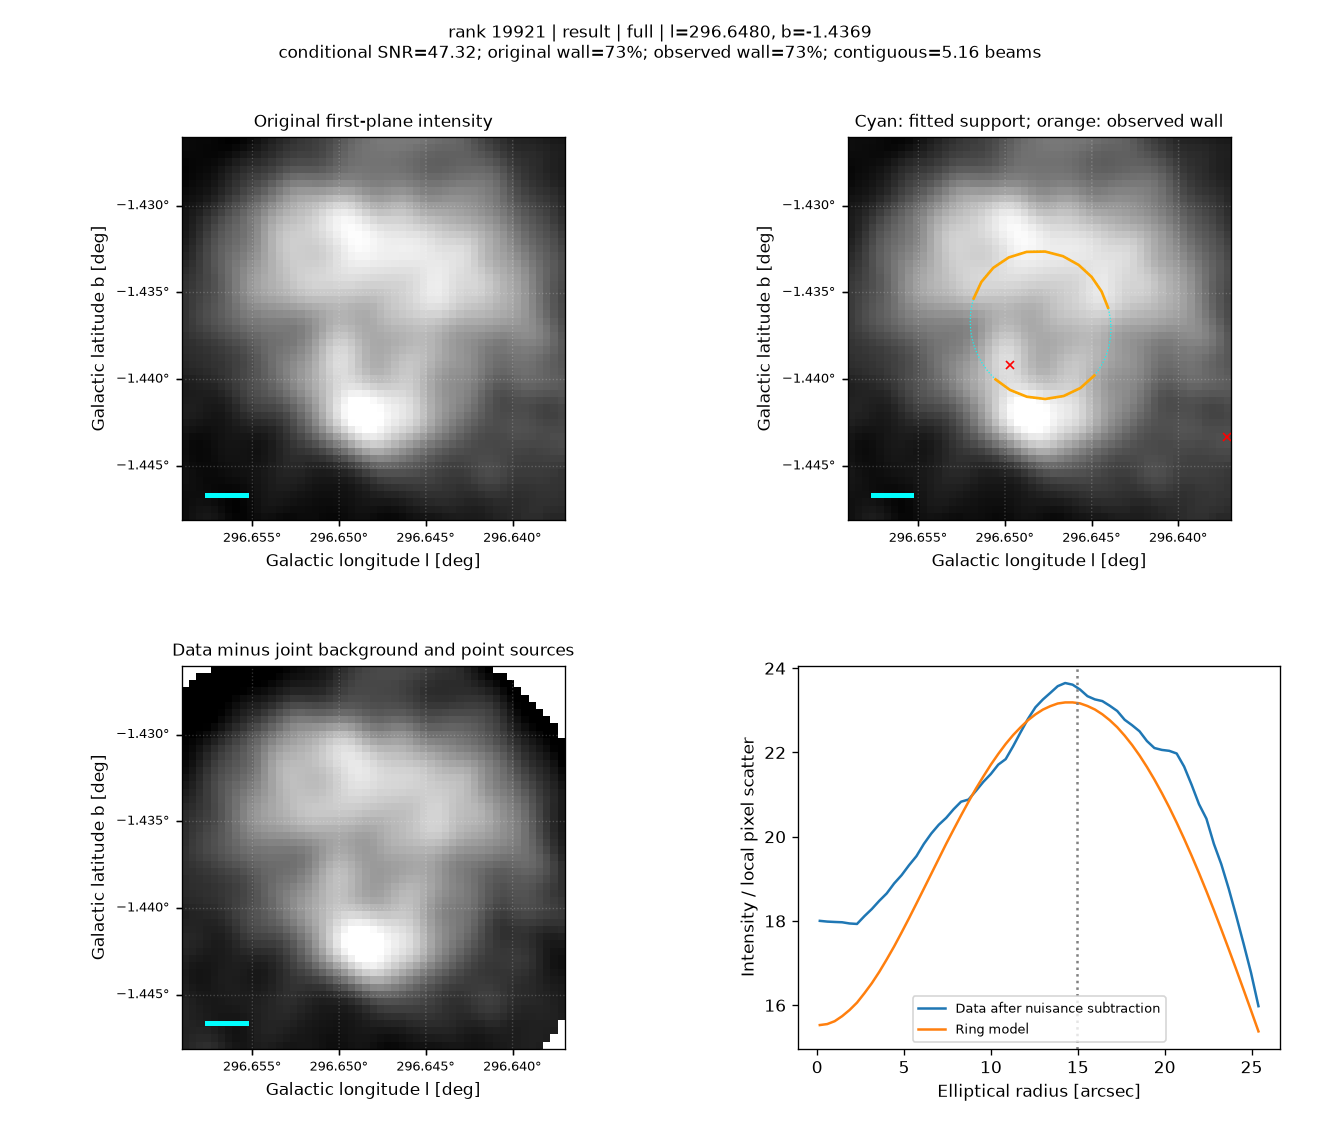 rank 19921 | result | full | l=296.6480, b=-1.4369
conditional SNR=47.32; original wall=73%; observed wall=73%; contiguous=5.16 beams
Original first-plane intensity
−1.430°
−1.435°
−1.440°
−1.445°
Galactic latitude b [deg]
296.655°
296.650°
296.645°
296.640°
Galactic longitude l [deg]
Cyan: fitted support; orange: observed wall
−1.430°
−1.435°
−1.440°
−1.445°
Galactic latitude b [deg]
296.655°
296.650°
296.645°
296.640°
Galactic longitude l [deg]
Data minus joint background and point sources
−1.430°
−1.435°
−1.440°
−1.445°
Galactic latitude b [deg]
296.655°
296.650°
296.645°
296.640°
Galactic longitude l [deg]
24
22
20
18
16
Intensity / local pixel scatter
Data after nuisance subtraction
Ring model
0
5
10
15
20
25
Elliptical radius [arcsec]